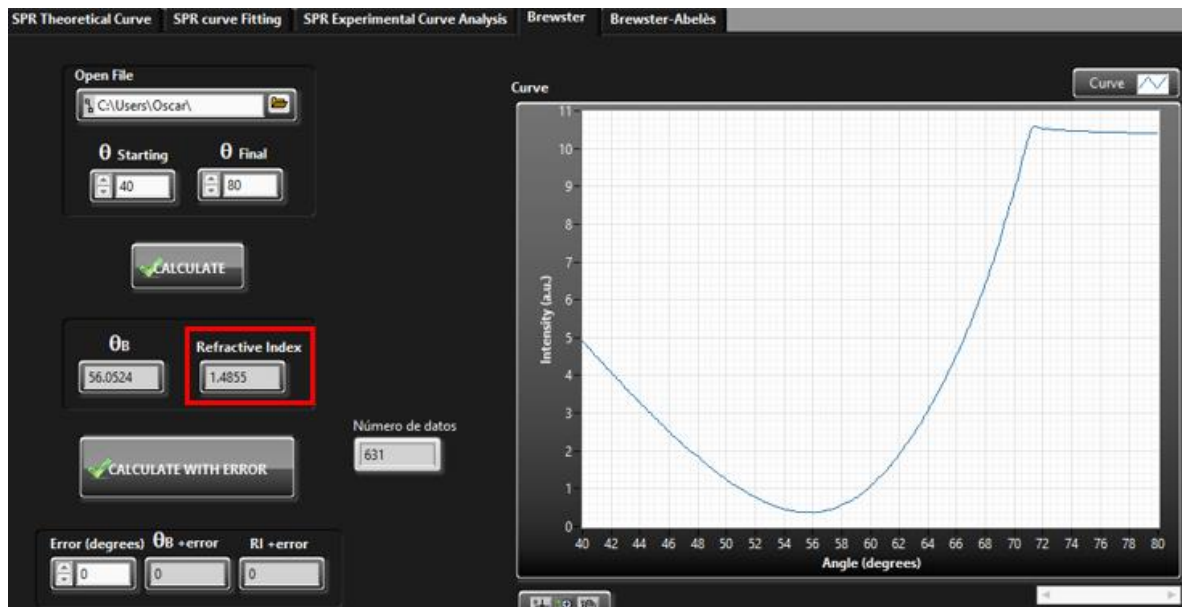 SPR Theoretical Curve SPR curve Fitting SPR Experimental Curve Analysis Brewster Brewster-Abelès
Open File
C:\Users\Oscar\
θ Starting θ Final
40 80
CALCULATE
θB Refractive Index
56.0524 1.4855
Número de datos
631
CALCULATE WITH ERROR
Error (degrees) θB +error RI +error
0 0 0
Curve
Curve
11
10
9
8
7
6
5
4
3
2
1
0
Intensity (a.u.)
40 42 44 46 48 50 52 54 56 58 60 62 64 66 68 70 72 74 76 78 80
Angle (degrees)